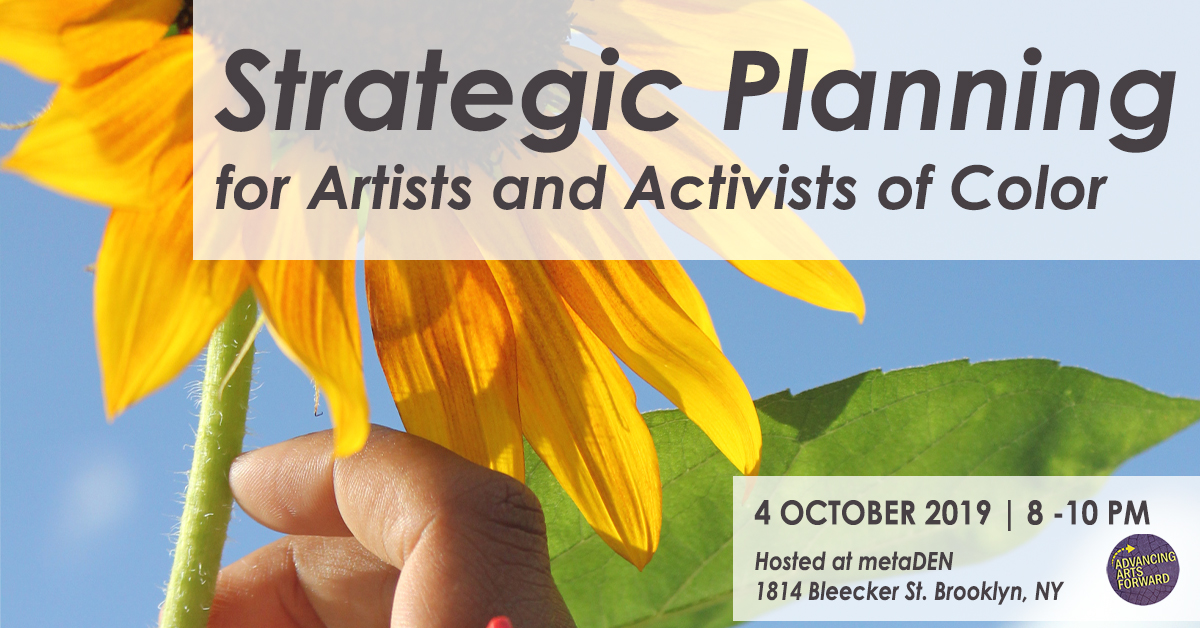 Strategic Planning
for Artists and Activists of Color
4 OCTOBER 2019 | 8 -10 PM
Hosted at metaDEN
1814 Bleecker St. Brooklyn, NY
ADVANCING
ARTS
FORWARD